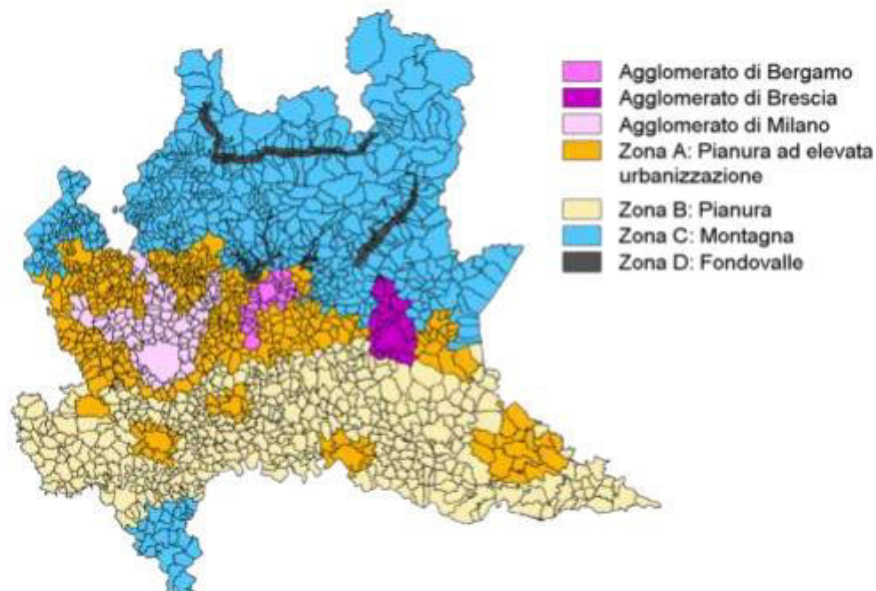 Agglomerato di Bergamo
Agglomerato di Brescia
Agglomerato di Milano
Zona A: Pianura ad elevata
urbanizzazione
Zona B: Pianura
Zona C: Montagna
Zona D: Fondovalle